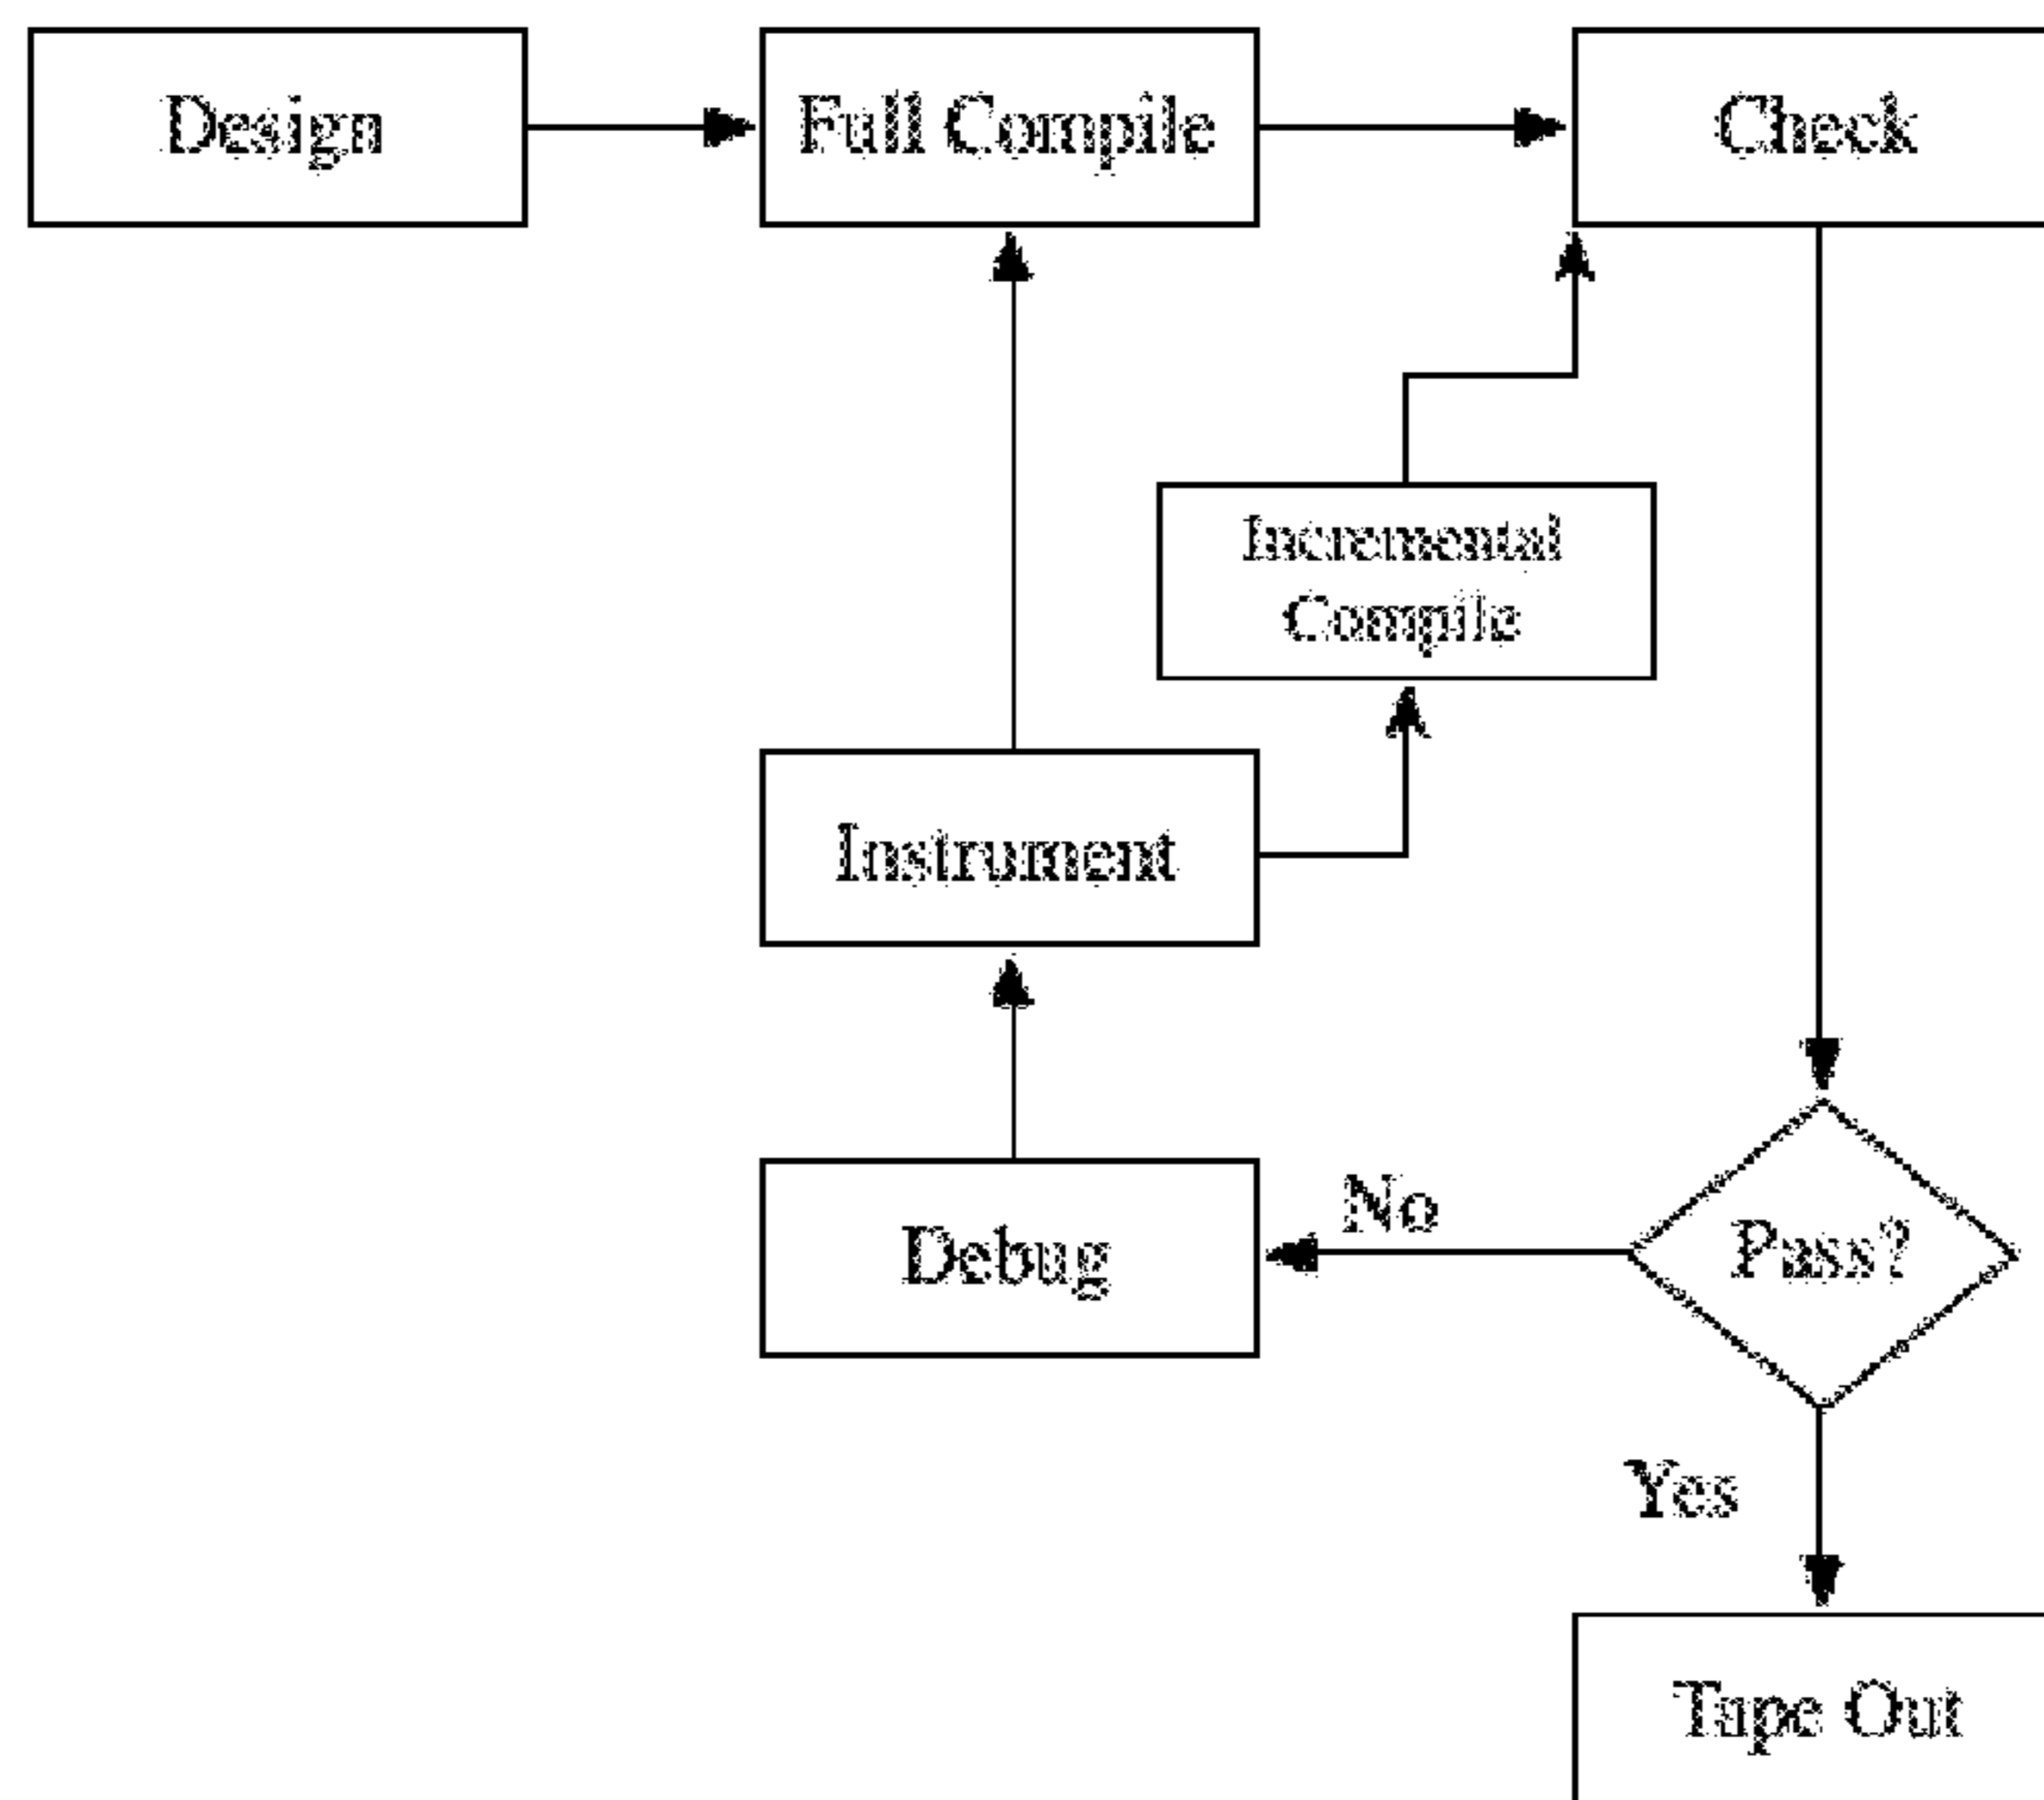 Design
Full Compile
Check
Incremental
Compile
Instrument
No
Debug
Pass?
Yes
Tape Out